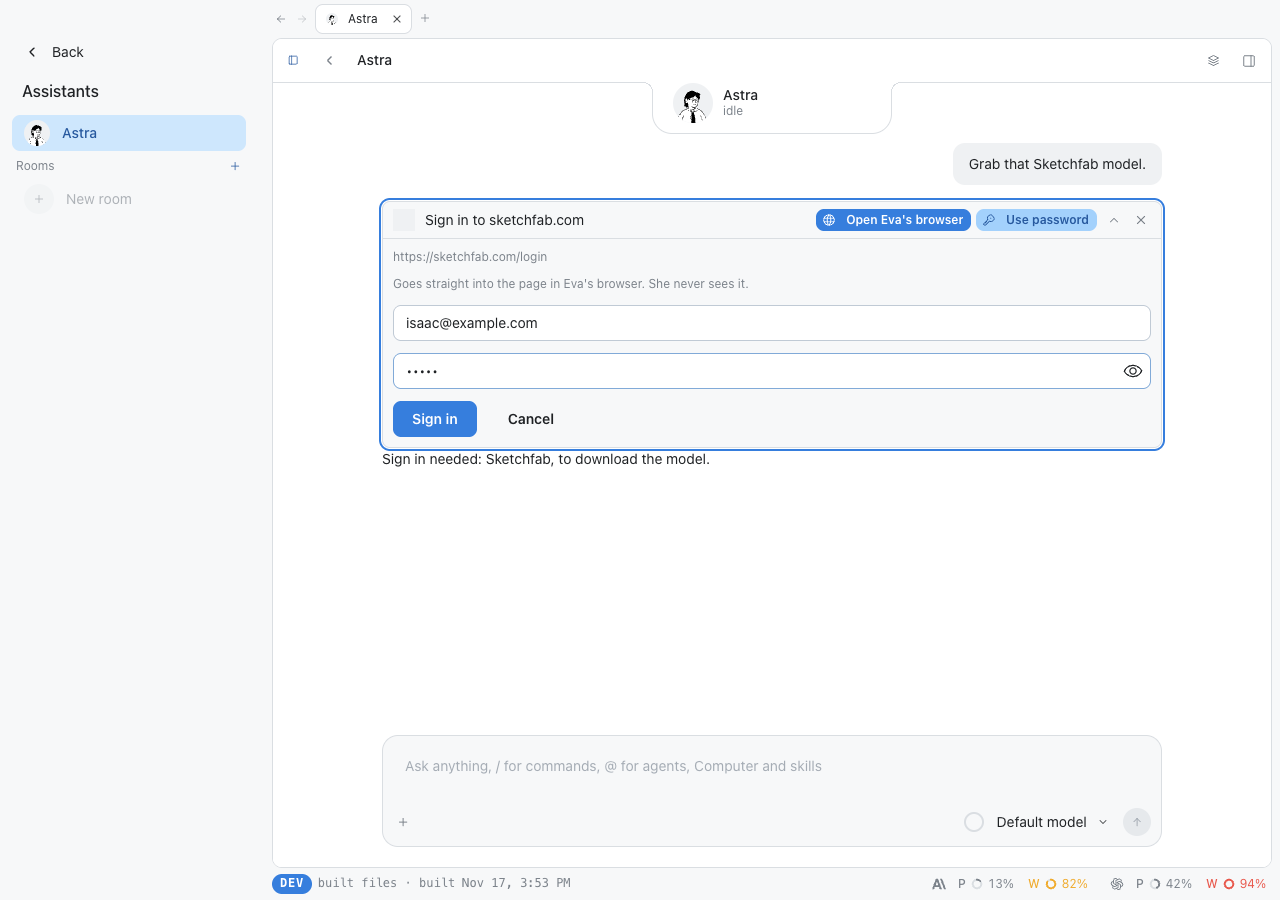 Astra
Back
Astra
Assistants
Astra
idle
Astra
Grab that Sketchfab model.
Rooms
New room
Sign in to sketchfab.com
Open Eva's browser
Use password
https://sketchfab.com/login
Goes straight into the page in Eva's browser. She never sees it.
isaac@example.com
•••••
Sign in
Cancel
Sign in needed: Sketchfab, to download the model.
Ask anything, / for commands, @ for agents, Computer and skills
Default model
DEV built files · built Nov 17, 3:53 PM
P 13% W 82% P 42% W 94%